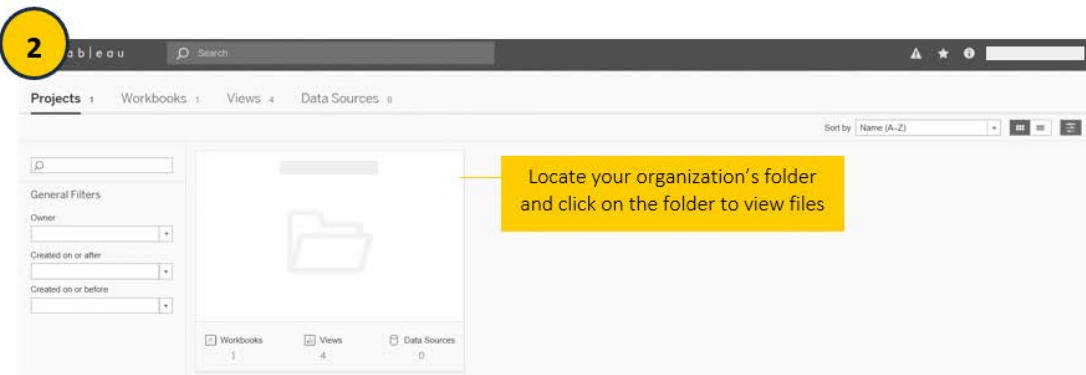 2
ableau
Search
Projects 1 Workbooks 1 Views 4 Data Sources 0
Sort by Name (A-Z)
General Filters
Owner
Created on or after
Created on or before
Locate your organization's folder
and click on the folder to view files
Workbooks Views Data Sources
1 4 0